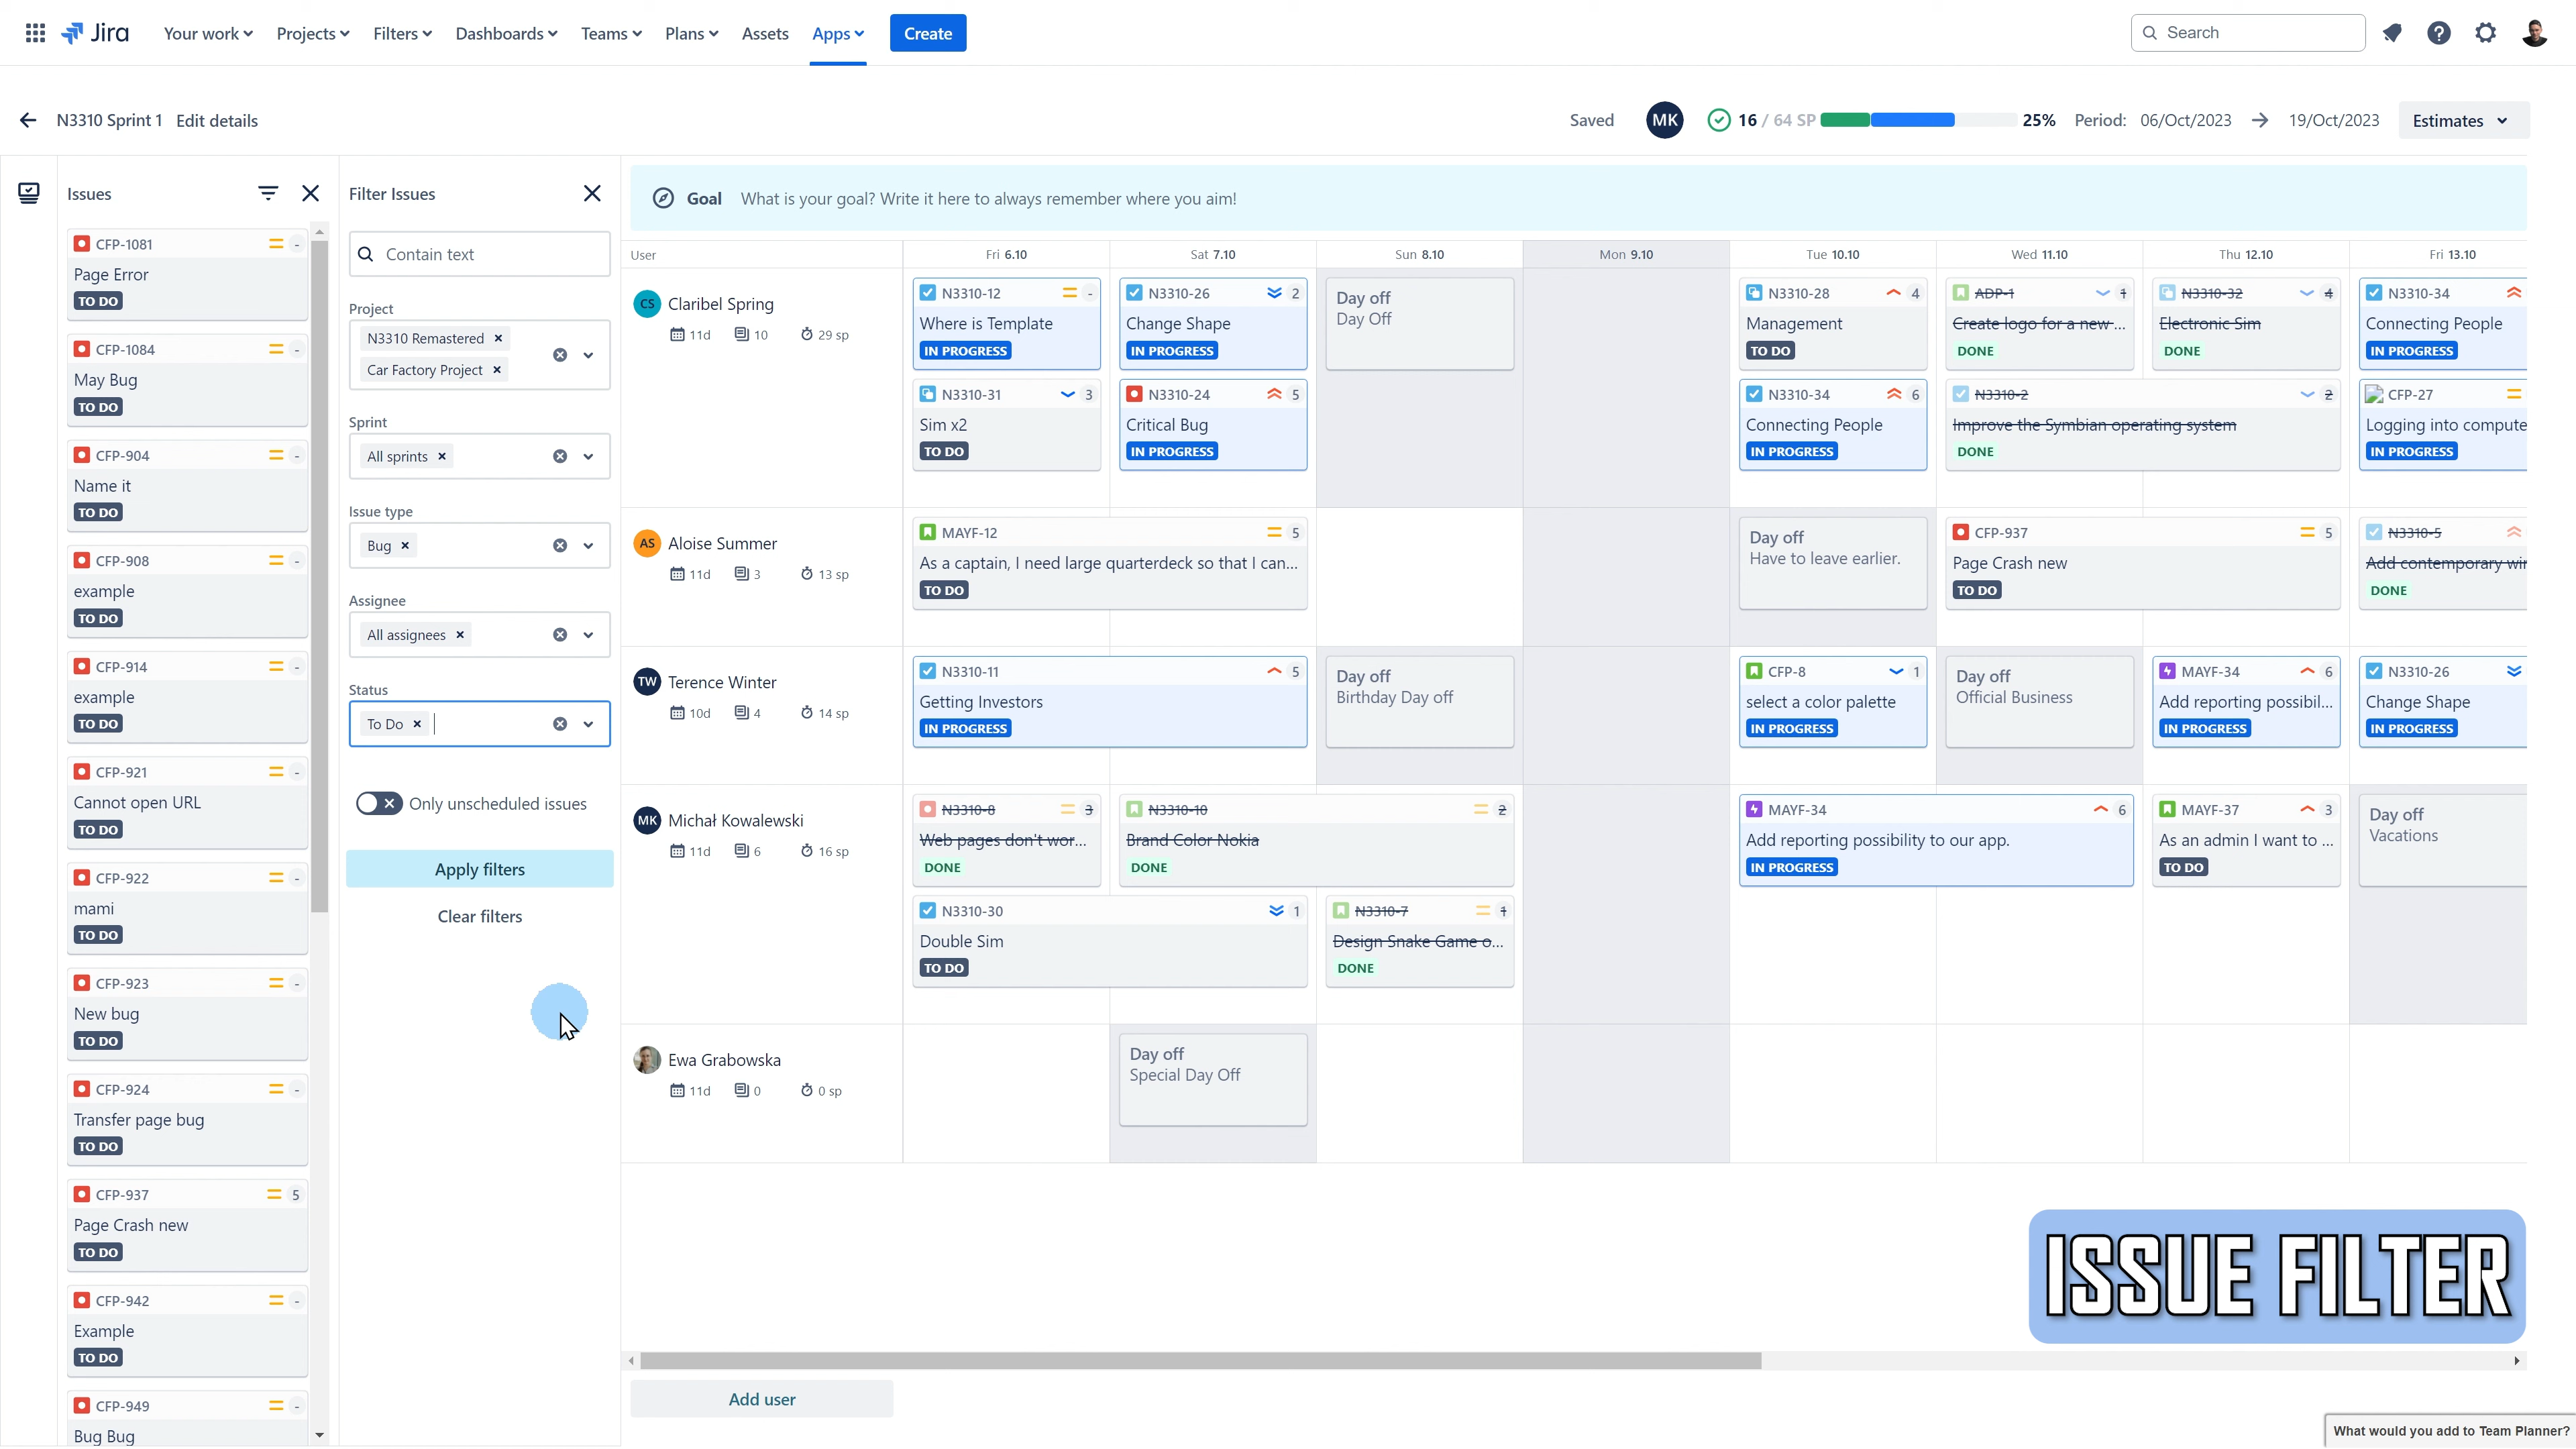 Jira
Your work
Projects
Filters
Dashboards
Teams
Plans
Assets
Apps
Create
Search
N3310 Sprint 1
Edit details
Saved
MK
16 / 64 SP
25%
Period:
06/Oct/2023
19/Oct/2023
Estimates
Issues
CFP-1081
-
Page Error
TO DO
CFP-1084
-
May Bug
TO DO
CFP-904
-
Name it
TO DO
CFP-908
-
example
TO DO
CFP-914
-
example
TO DO
CFP-921
-
Cannot open URL
TO DO
CFP-922
-
mami
TO DO
CFP-923
-
New bug
TO DO
CFP-924
-
Transfer page bug
TO DO
CFP-937
5
Page Crash new
TO DO
CFP-942
-
Example
TO DO
CFP-949
-
Bug Bug
Filter Issues
Contain text
Project
N3310 Remastered
Car Factory Project
Sprint
All sprints
Issue type
Bug
Assignee
All assignees
Status
To Do
Only unscheduled issues
Apply filters
Clear filters
Goal What is your goal? Write it here to always remember where you aim!
User
Fri 6.10
Sat 7.10
Sun 8.10
Mon 9.10
Tue 10.10
Wed 11.10
Thu 12.10
Fri 13.10
CS
Claribel Spring
11d
10
29 sp
N3310-12
-
Where is Template
IN PROGRESS
N3310-26
2
Change Shape
IN PROGRESS
Day off
Day Off
N3310-28
4
Management
TO DO
ADP-1
1
Create logo for a new ...
DONE
N3310-32
4
Electronic Sim
DONE
N3310-34
Connecting People
IN PROGRESS
N3310-31
3
Sim x2
TO DO
N3310-24
5
Critical Bug
IN PROGRESS
N3310-34
6
Connecting People
IN PROGRESS
N3310-2
2
Improve the Symbian operating system
DONE
CFP-27
Logging into compute
IN PROGRESS
AS
Aloise Summer
11d
3
13 sp
MAYF-12
5
As a captain, I need large quarterdeck so that I can...
TO DO
Day off
Have to leave earlier.
CFP-937
5
Page Crash new
TO DO
N3310-5
Add contemporary wir
DONE
TW
Terence Winter
10d
4
14 sp
N3310-11
5
Getting Investors
IN PROGRESS
Day off
Birthday Day off
CFP-8
1
select a color palette
IN PROGRESS
Day off
Official Business
MAYF-34
6
Add reporting possibil...
IN PROGRESS
N3310-26
Change Shape
IN PROGRESS
MK
Michał Kowalewski
11d
6
16 sp
N3310-8
3
Web pages don't wor...
DONE
N3310-10
2
Brand Color Nokia
DONE
MAYF-34
6
Add reporting possibility to our app.
IN PROGRESS
MAYF-37
3
As an admin I want to ...
TO DO
Day off
Vacations
N3310-30
1
Double Sim
TO DO
N3310-7
1
Design Snake Game o...
DONE
Ewa Grabowska
11d
0
0 sp
Day off
Special Day Off
ISSUE FILTER
Add user
What would you add to Team Planner?